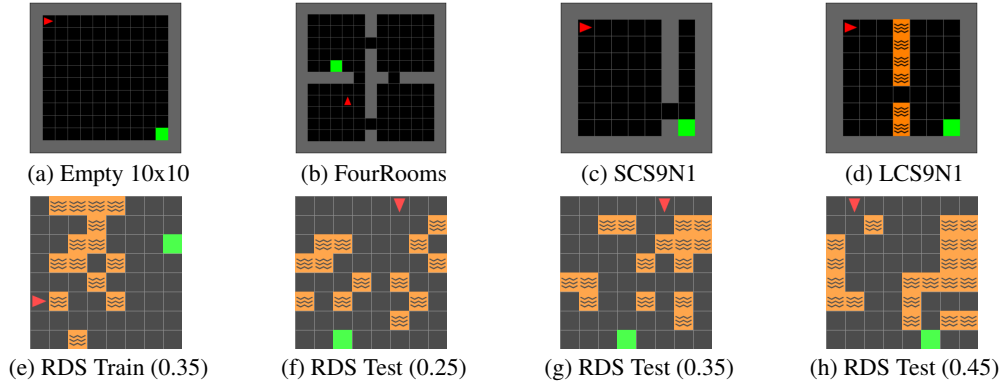 (a) Empty 10x10 (b) FourRooms (c) SCS9N1 (d) LCS9N1
(e) RDS Train (0.35) (f) RDS Test (0.25) (g) RDS Test (0.35) (h) RDS Test (0.45)